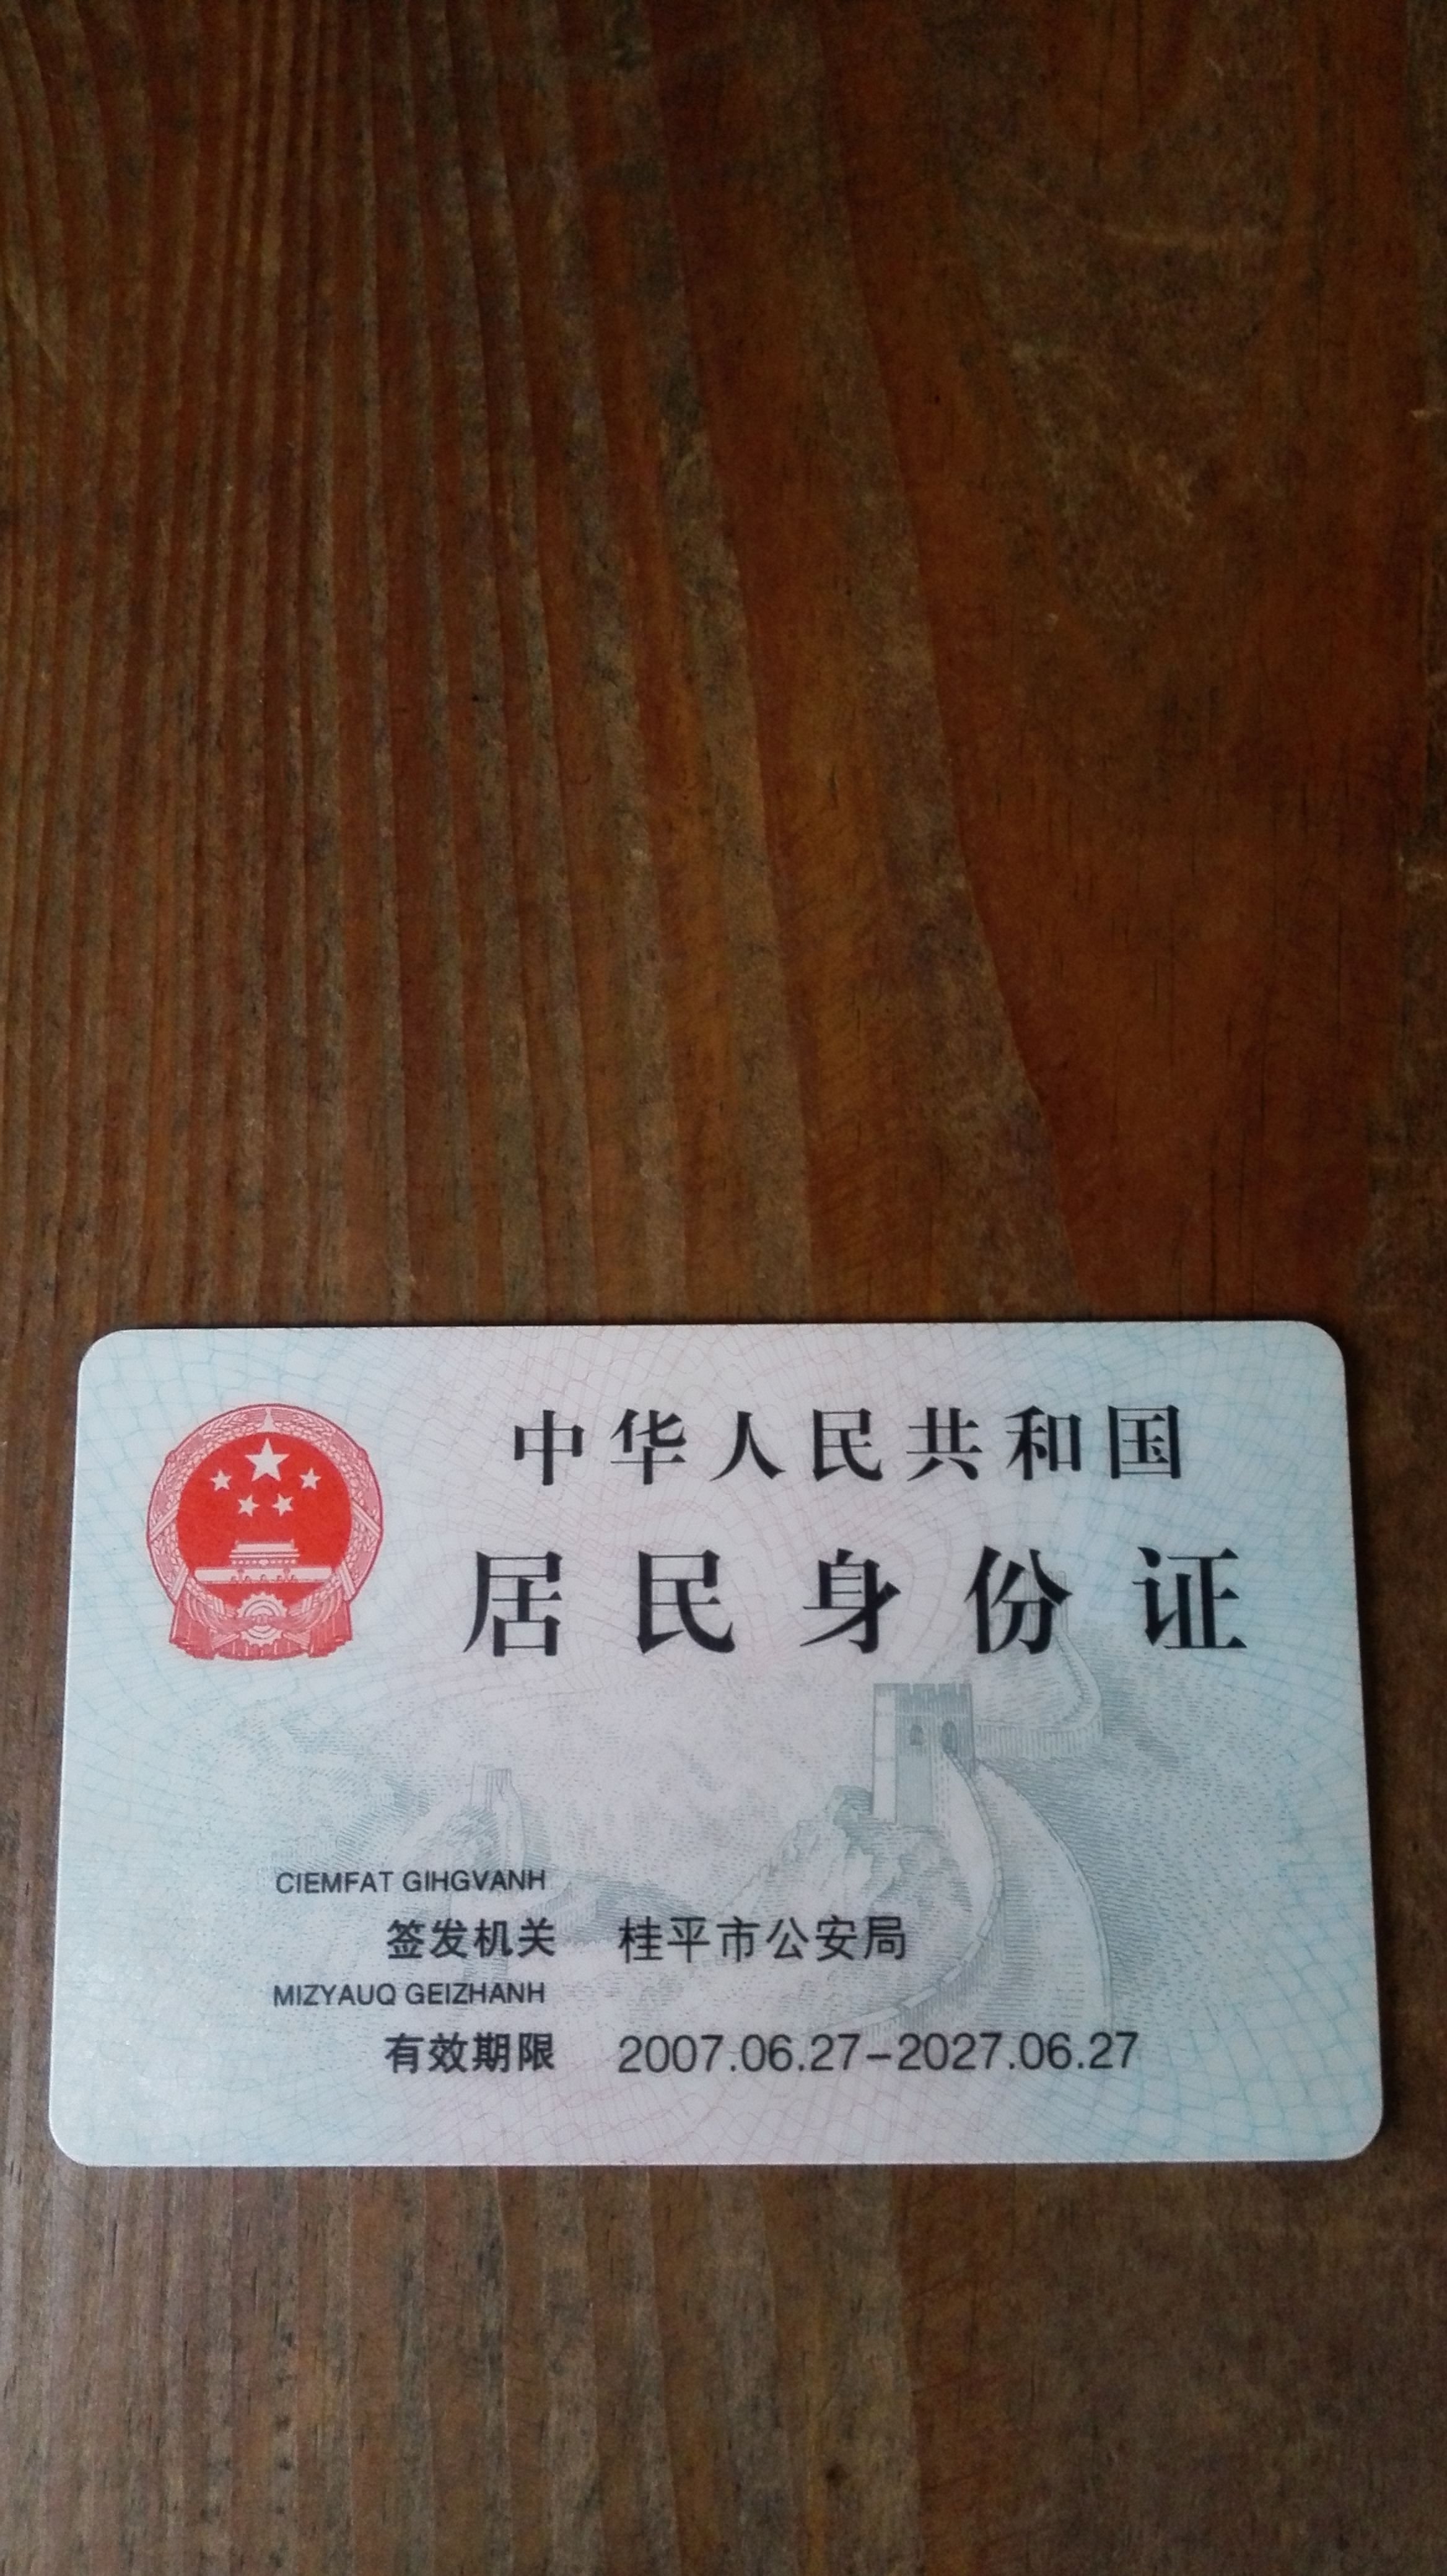 中华人民共和国
居民身份证
CIEMFAT GIHGVANH
签发机关 桂平市公安局
MIZYAUQ GEIZHANH
有效期限 2007.06.27-2027.06.27